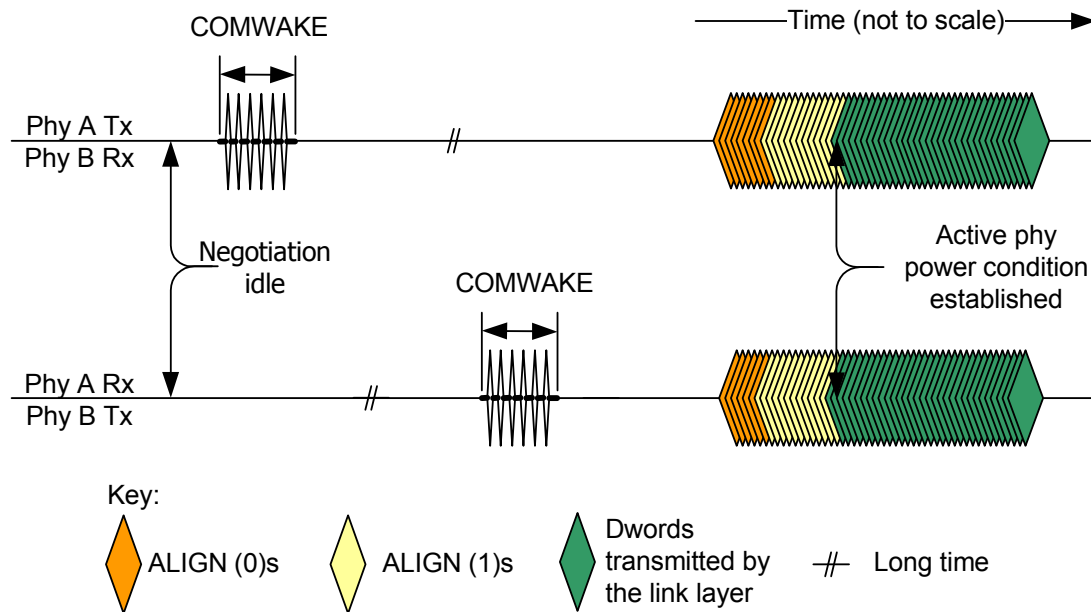 Time (not to scale)
COMWAKE
Phy A Tx
Phy B Rx
Negotiation
idle
Active phy
power condition
established
COMWAKE
Phy A Rx
Phy B Tx
Key:
ALIGN (0)s
ALIGN (1)s
Dwords
transmitted by
the link layer
Long time